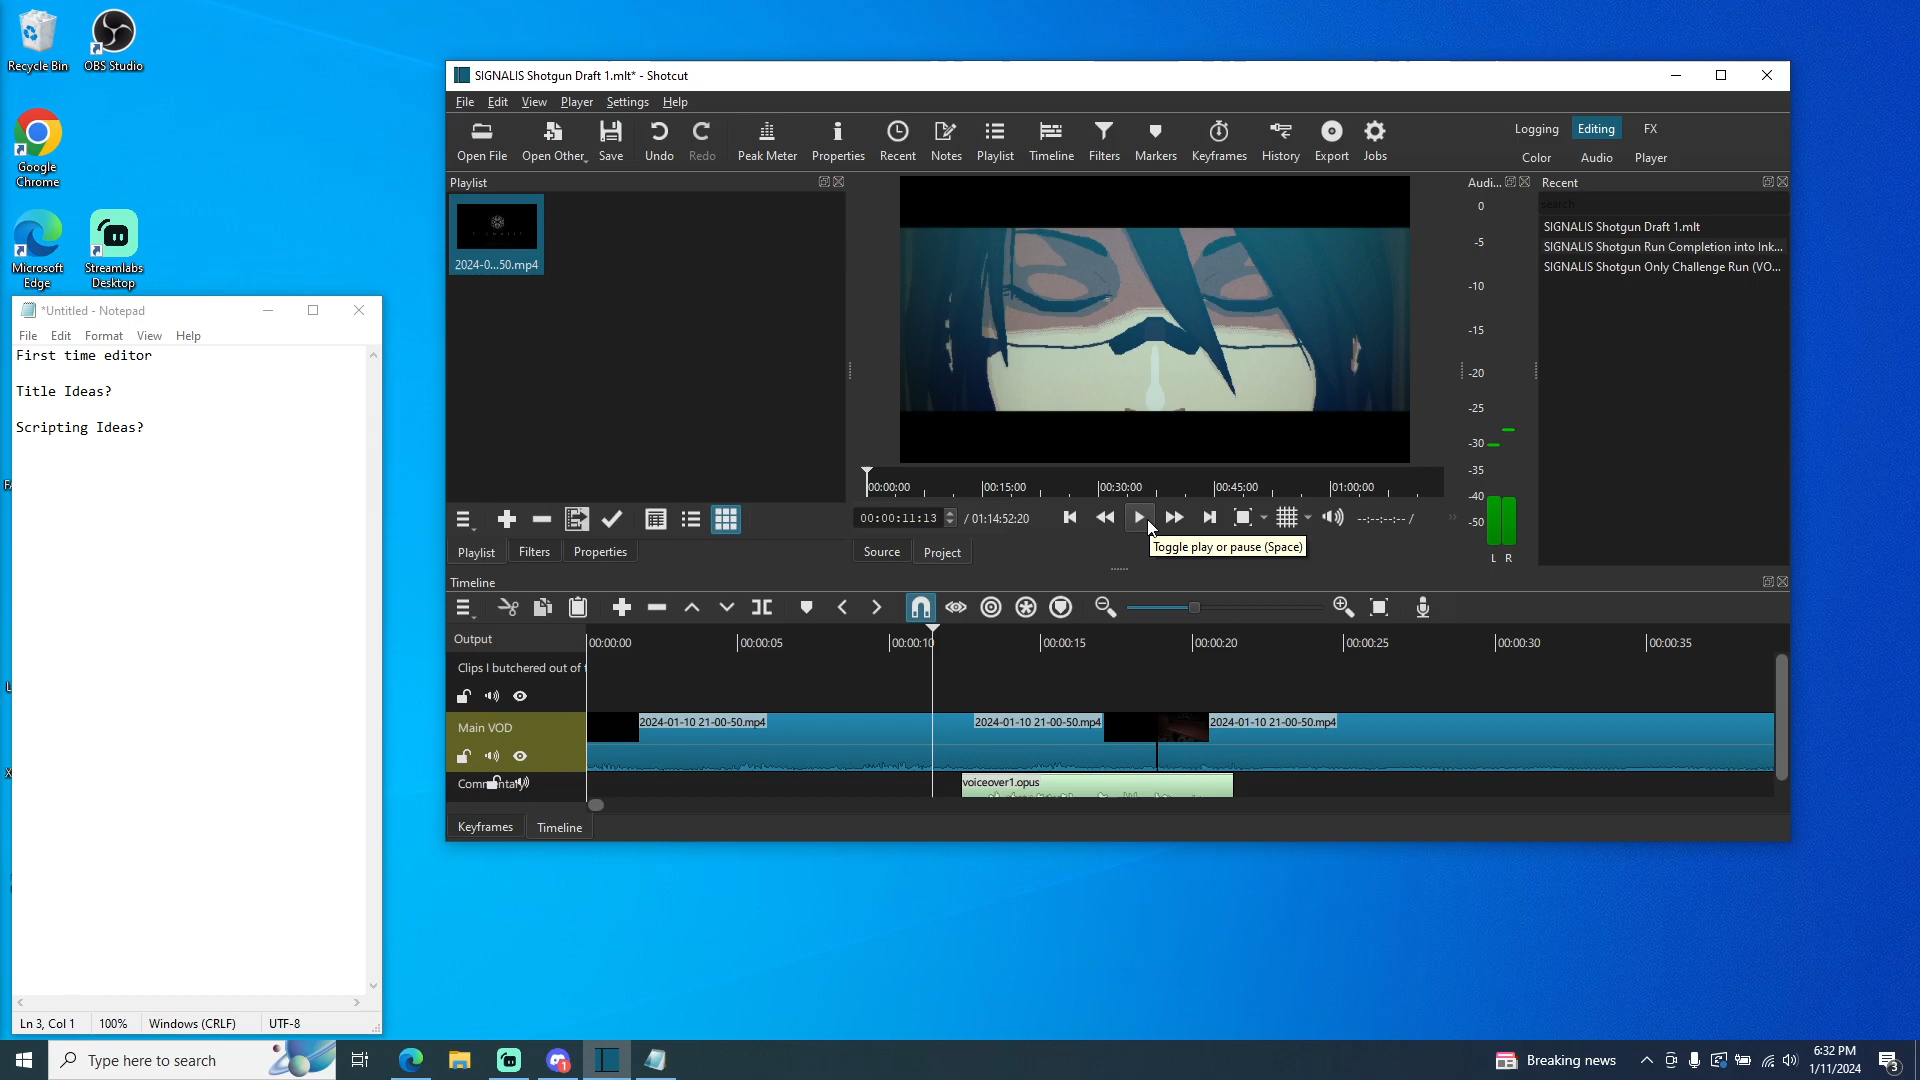 Recycle Bin
OBS Studio
Google Chrome
Microsoft Edge
Streamlabs Desktop
*Untitled - Notepad
File Edit Format View Help
First time editor
Title Ideas?
Scripting Ideas?
Ln 3, Col 1 100% Windows (CRLF) UTF-8
SIGNALIS Shotgun Draft 1.mlt* - Shotcut
File Edit View Player Settings Help
Open File Open Other.. Save Undo Redo Peak Meter Properties Recent Notes Playlist Timeline Filters Markers Keyframes History Export Jobs
Logging Editing FX
Color Audio Player
Playlist
2024-0...50.mp4
Playlist Filters Properties
00:00:00 00:15:00 00:30:00 00:45:00 01:00:00
00:00:11:13 / 01:14:52:20
--:--:--:-- /
Toggle play or pause (Space)
Source Project
Audi...
0
-5
-10
-15
-20
-25
-30
-35
-40
-50
L R
Recent
search
SIGNALIS Shotgun Draft 1.mlt
SIGNALIS Shotgun Run Completion into Ink...
SIGNALIS Shotgun Only Challenge Run (VO...
Timeline
Output
00:00:00 00:00:05 00:00:10 00:00:15 00:00:20 00:00:25 00:00:30 00:00:35
Clips I butchered out of
Main VOD
2024-01-10 21-00-50.mp4 2024-01-10 21-00-50.mp4 2024-01-10 21-00-50.mp4
Commentary
voiceover1.opus
Keyframes Timeline
Type here to search
Breaking news
6:32 PM
1/11/2024
3